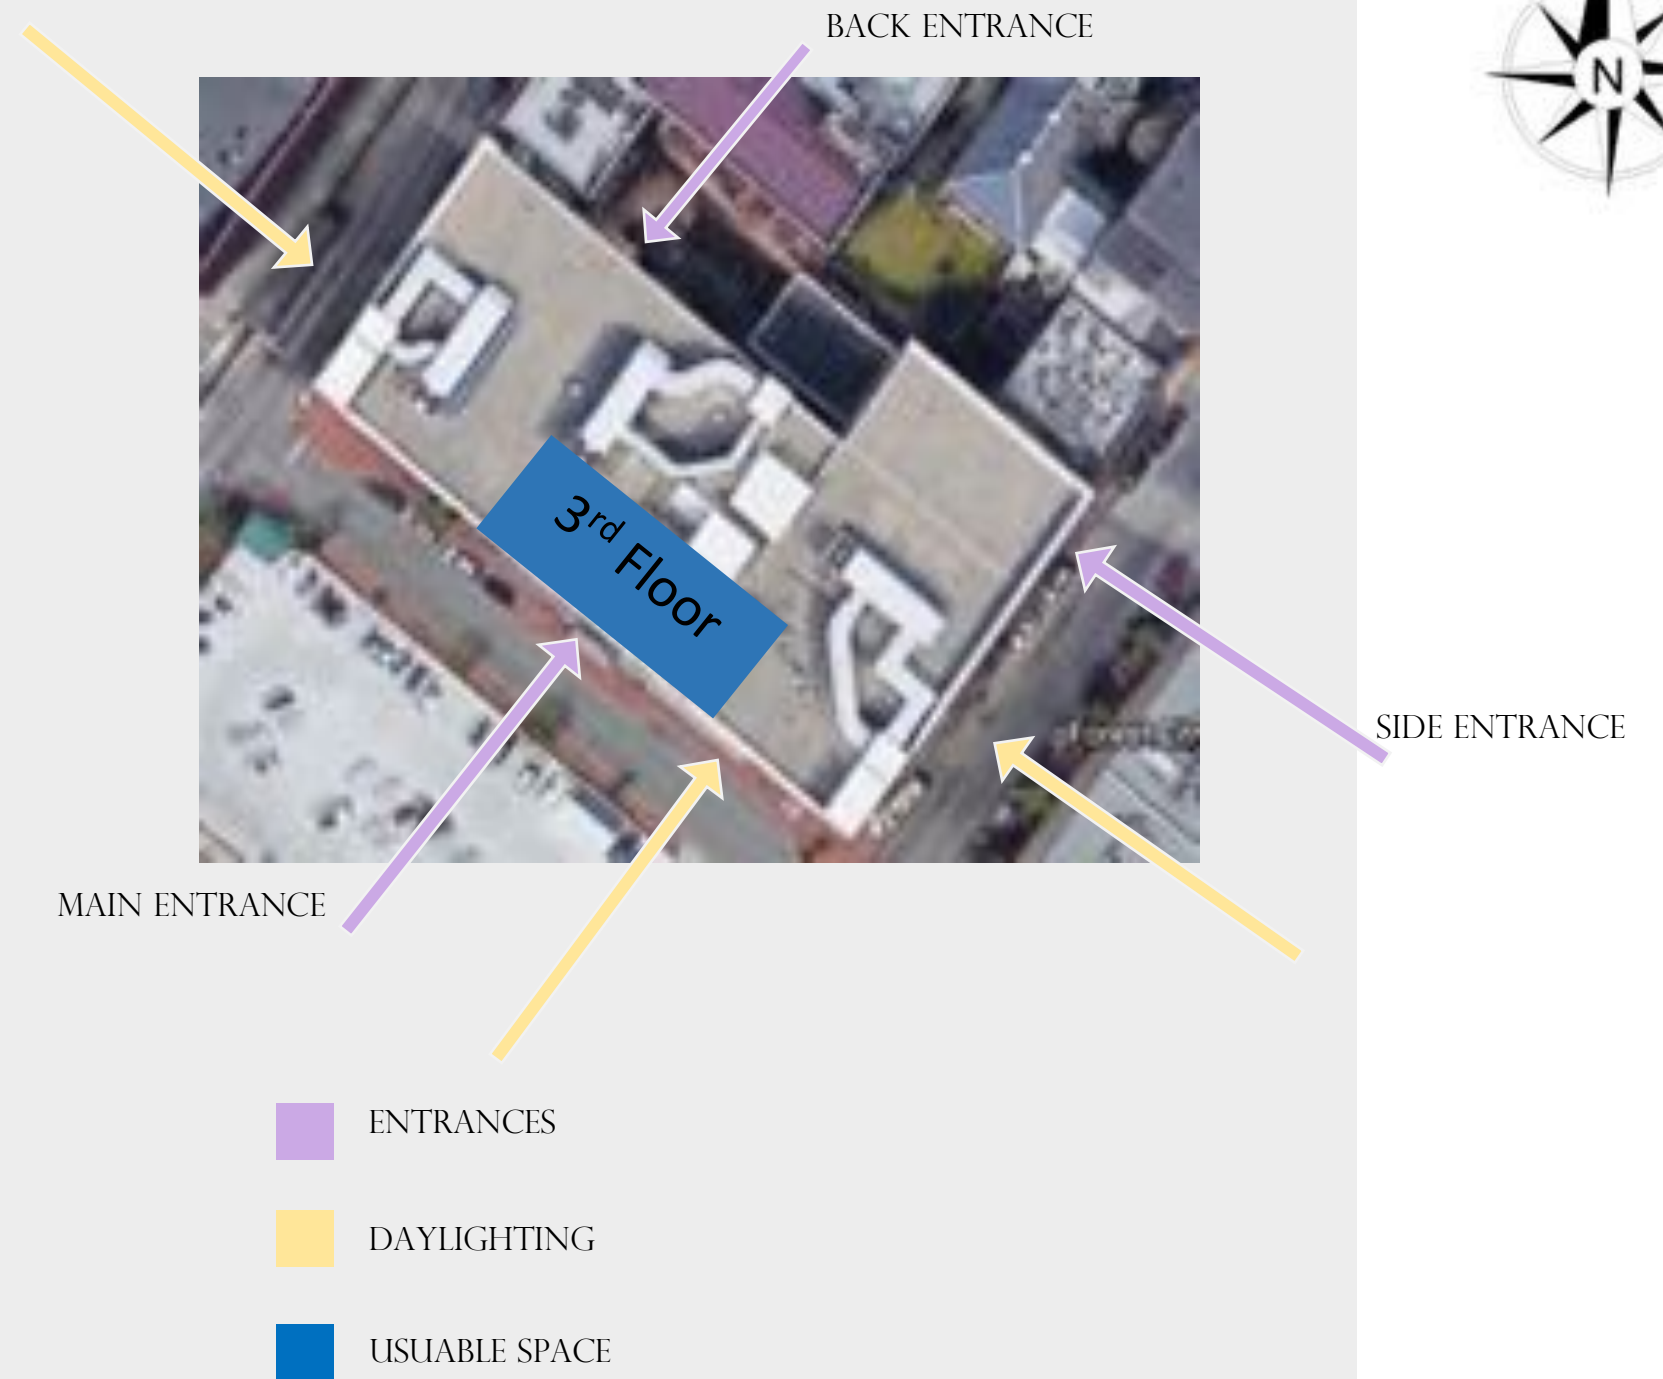 BACK ENTRANCE
N
3rd Floor
SIDE ENTRANCE
MAIN ENTRANCE
ENTRANCES
DAYLIGHTING
USUABLE SPACE